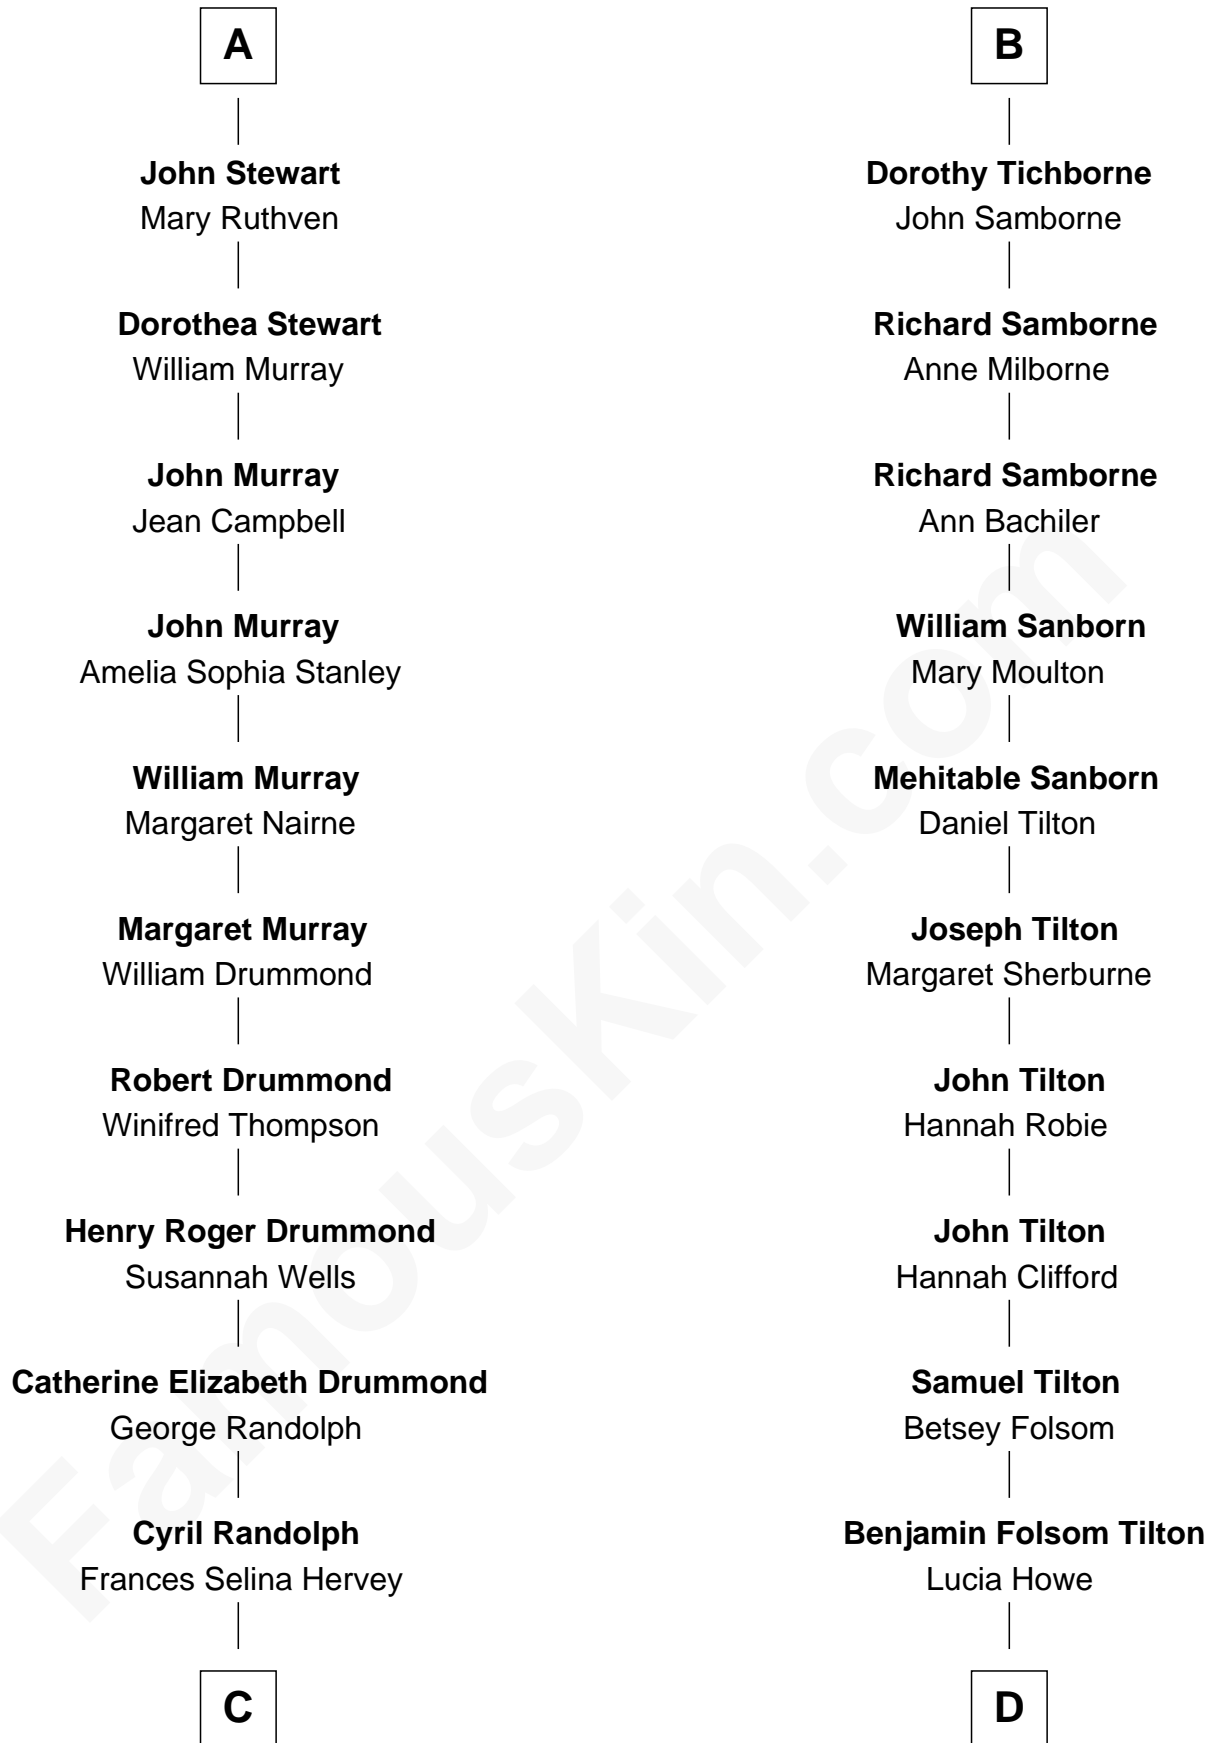 A
John Stewart
Mary Ruthven
Dorothea Stewart
William Murray
John Murray
Jean Campbell
John Murray
Amelia Sophia Stanley
William Murray
Margaret Nairne
Margaret Murray
William Drummond
Robert Drummond
Winifred Thompson
Henry Roger Drummond
Susannah Wells
Catherine Elizabeth Drummond
George Randolph
Cyril Randolph
Frances Selina Hervey
C
B
Dorothy Tichborne
John Samborne
Richard Samborne
Anne Milborne
Richard Samborne
Ann Bachiler
William Sanborn
Mary Moulton
Mehitable Sanborn
Daniel Tilton
Joseph Tilton
Margaret Sherburne
John Tilton
Hannah Robie
John Tilton
Hannah Clifford
Samuel Tilton
Betsey Folsom
Benjamin Folsom Tilton
Lucia Howe
D
FamousKin.com